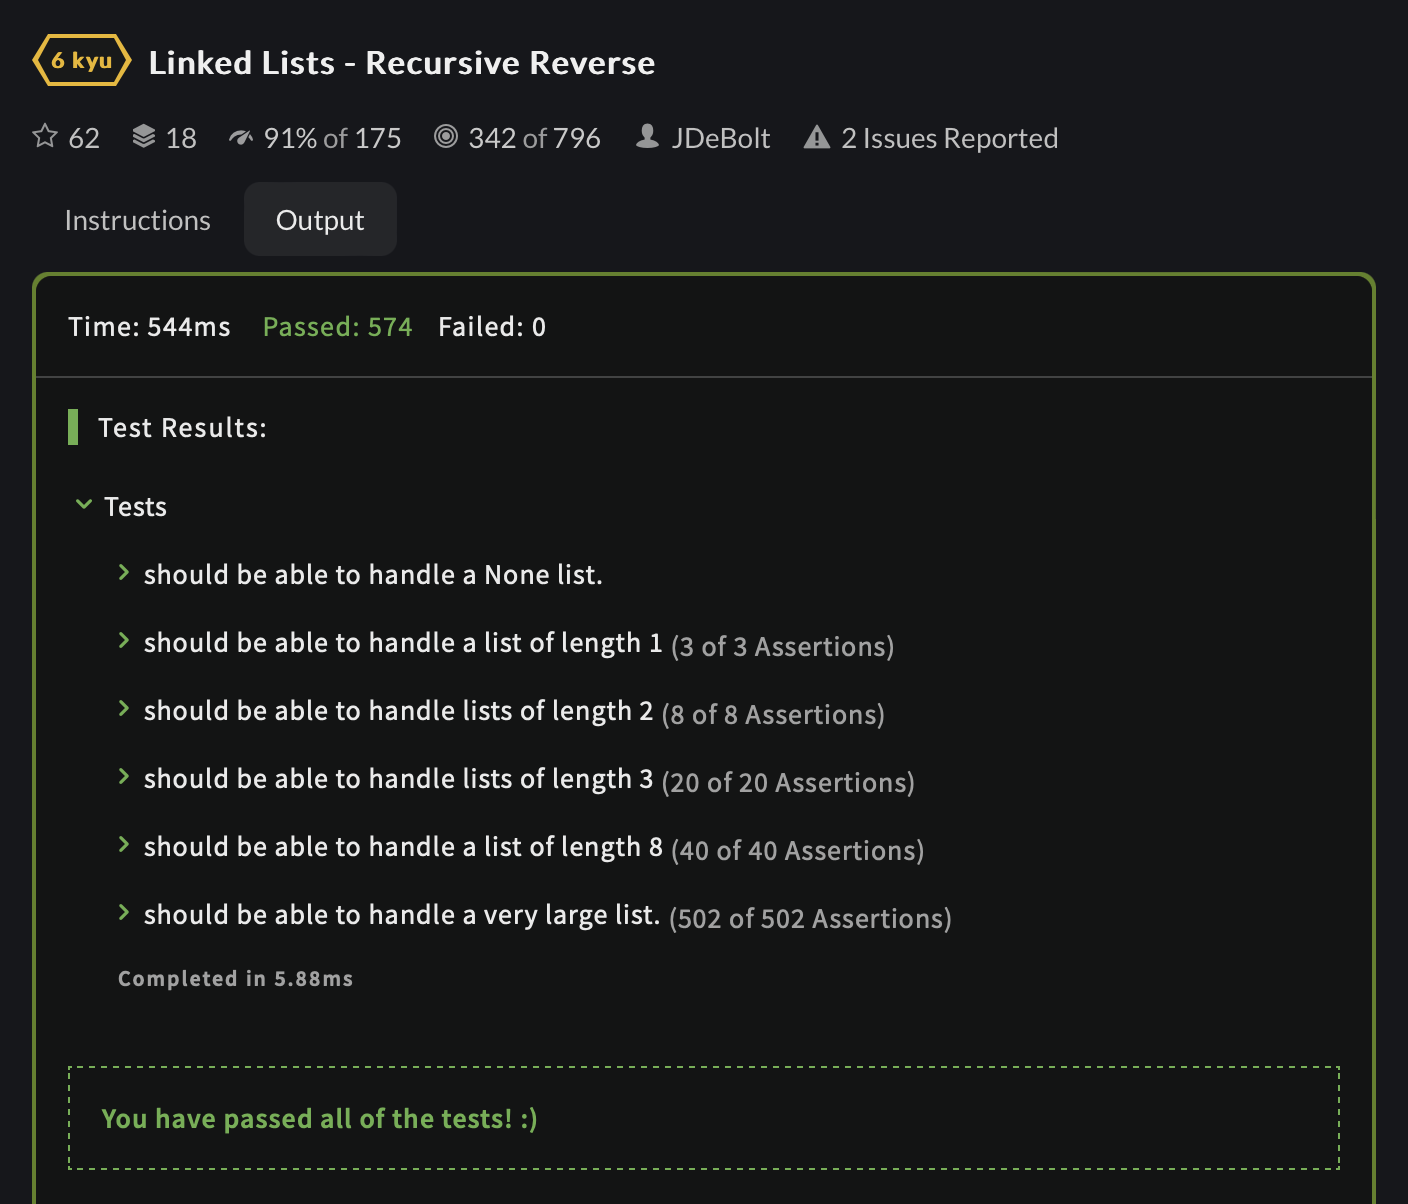 6 kyu Linked Lists - Recursive Reverse
62 18 91% of 175 342 of 796 JDeBolt 2 Issues Reported
Instructions Output
Time: 544ms Passed: 574 Failed: 0
Test Results:
Tests
should be able to handle a None list.
should be able to handle a list of length 1 (3 of 3 Assertions)
should be able to handle lists of length 2 (8 of 8 Assertions)
should be able to handle lists of length 3 (20 of 20 Assertions)
should be able to handle a list of length 8 (40 of 40 Assertions)
should be able to handle a very large list. (502 of 502 Assertions)
Completed in 5.88ms
You have passed all of the tests! :)